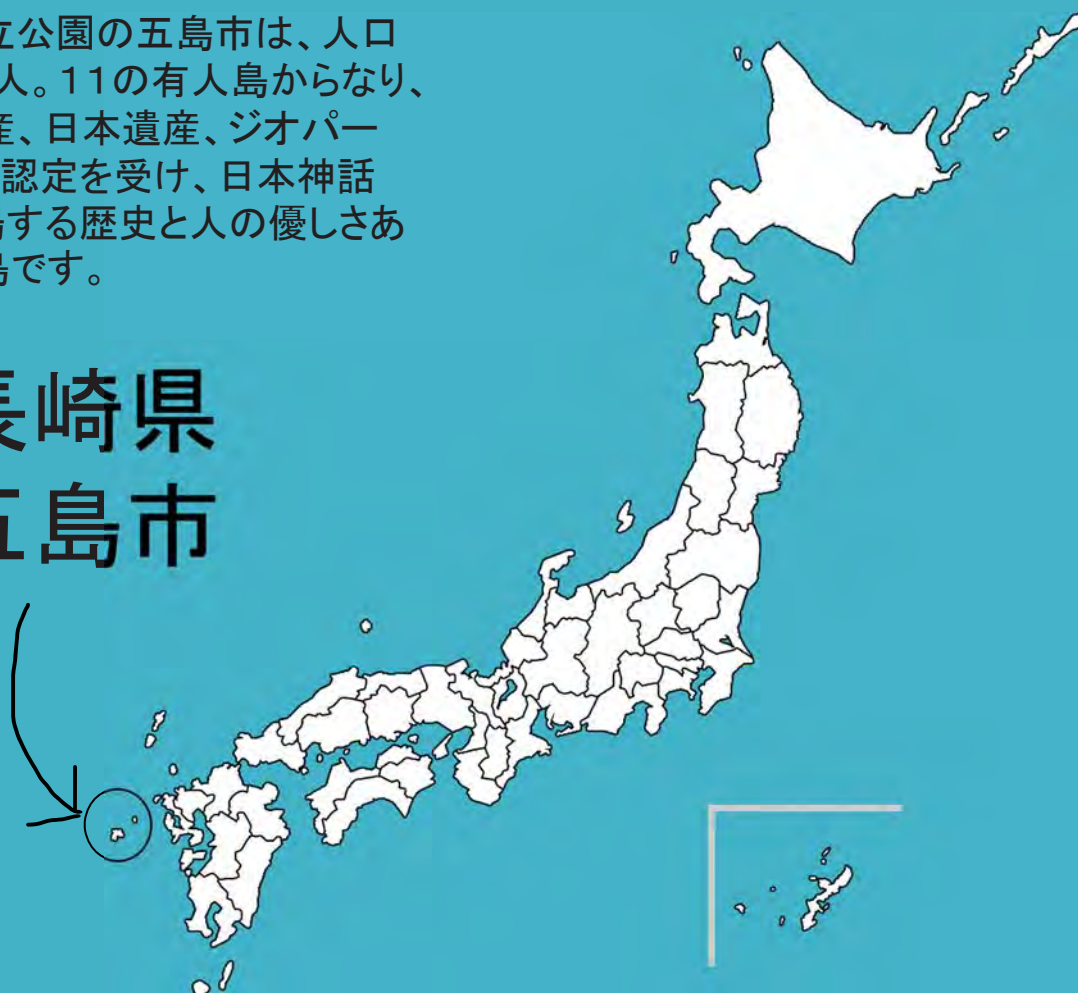 立公園の五島市は、人口
人。11の有人島からなり、
産、日本遺産、ジオパー
認定を受け、日本神話
する歴史と人の優しさあ
島です。
長崎県
五島市